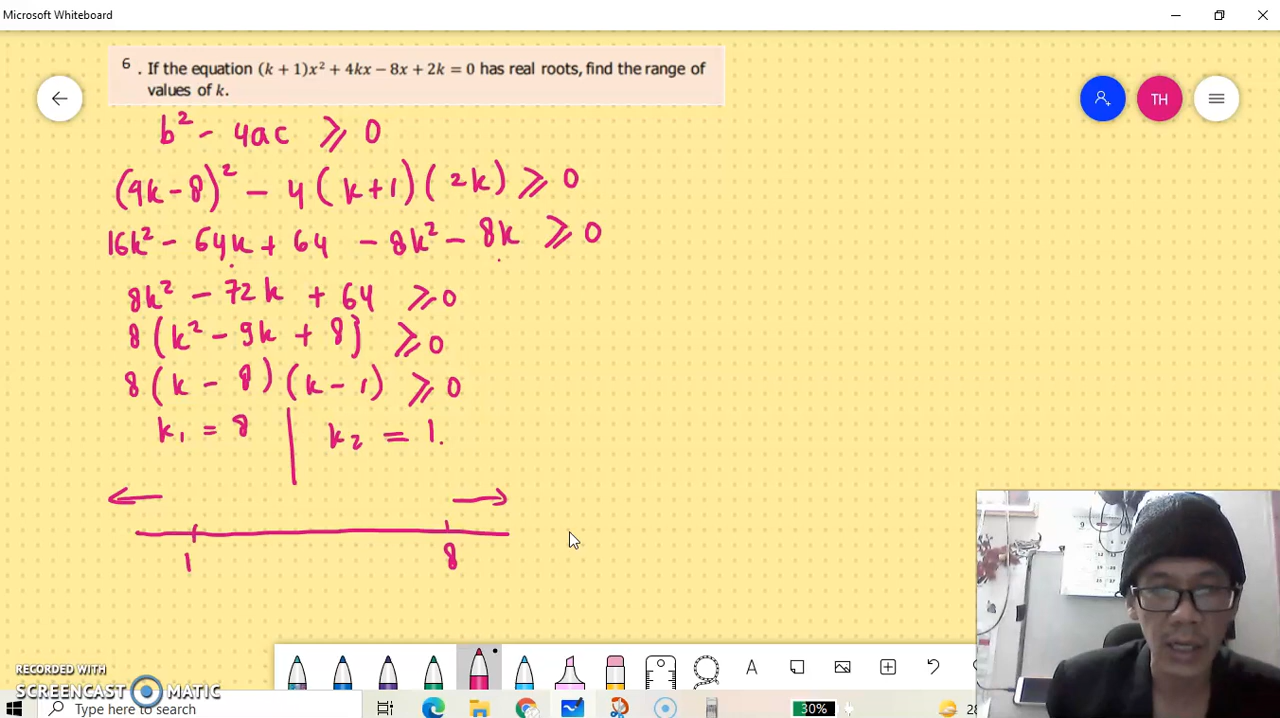 Microsoft Whiteboard
6 . If the equation (k + 1)x² + 4kx − 8x + 2k = 0 has real roots, find the range of
values of k.
TH
b² - 4ac ⩾ 0
(4k-8)² - 4(k+1)(2k) ⩾ 0
16k² - 64k + 64 - 8k² - 8k ⩾ 0
8k² - 72k + 64 ⩾ 0
8(k² - 9k + 8) ⩾ 0
8(k - 8)(k - 1) ⩾ 0
k₁ = 8 | k₂ = 1.
1 8
RECORDED WITH
SCREENCAST MATIC
A
Type here to search
30%
28